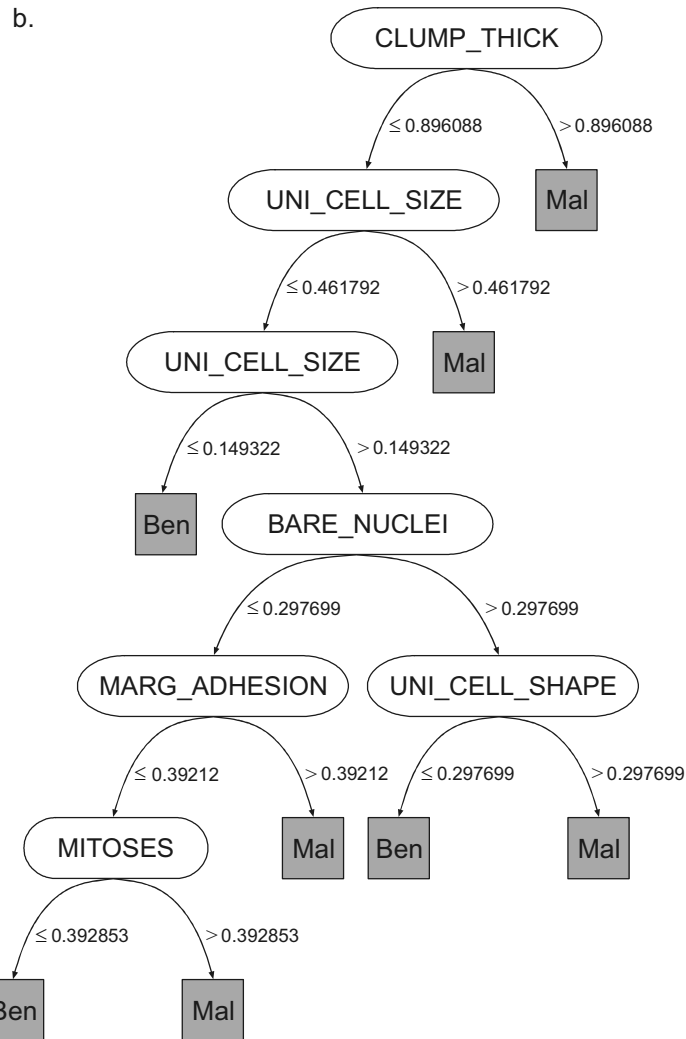 b.
CLUMP_THICK
≤ 0.896088 > 0.896088
UNI_CELL_SIZE Mal
≤ 0.461792 > 0.461792
UNI_CELL_SIZE Mal
≤ 0.149322 > 0.149322
Ben BARE_NUCLEI
≤ 0.297699 > 0.297699
MARG_ADHESION UNI_CELL_SHAPE
≤ 0.39212 > 0.39212 ≤ 0.297699 > 0.297699
MITOSES Mal Ben Mal
≤ 0.392853 > 0.392853
Ben Mal